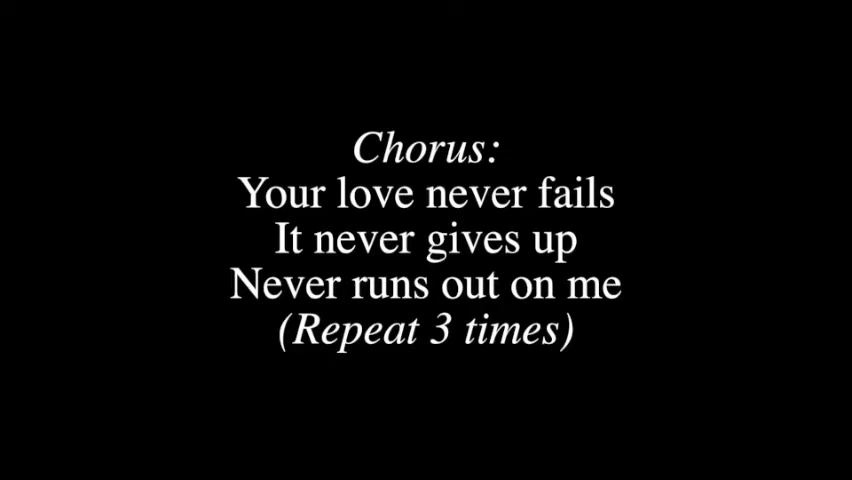 Chorus:
Your love never fails
It never gives up
Never runs out on me
(Repeat 3 times)